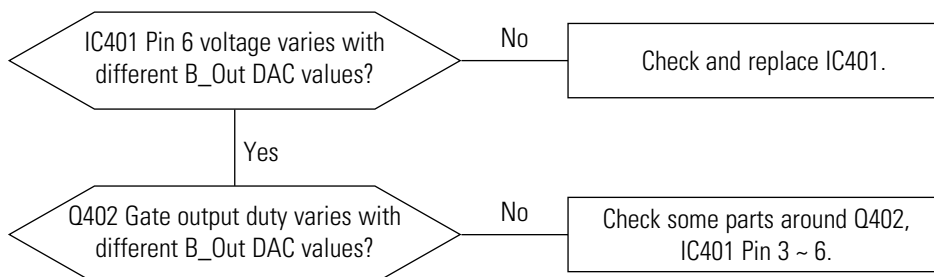 IC401 Pin 6 voltage varies with
different B_Out DAC values?
No
Check and replace IC401.
Yes
Q402 Gate output duty varies with
different B_Out DAC values?
No
Check some parts around Q402,
IC401 Pin 3 ~ 6.